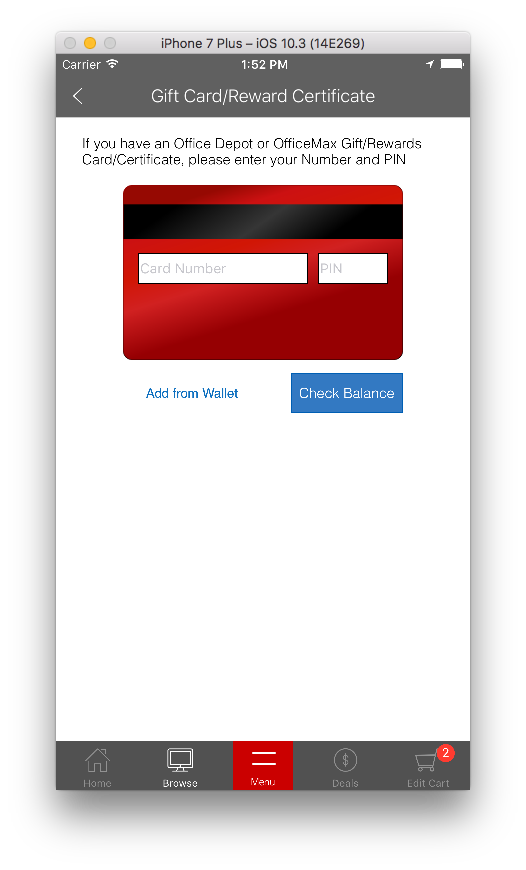 iPhone 7 Plus – iOS 10.3 (14E269)
Carrier 1:52 PM
Gift Card/Reward Certificate
If you have an Office Depot or OfficeMax Gift/Rewards
Card/Certificate, please enter your Number and PIN
Card Number PIN
Add from Wallet Check Balance
2
Home Browse Menu Deals Edit Cart